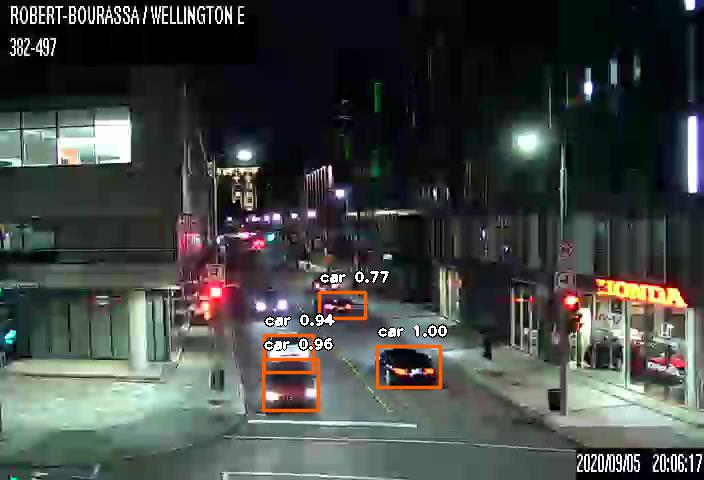 ROBERT-BOURASSA / WELLINGTON E
382-497
car 0.77
car 0.94
car 0.96
car 1.00
HONDA
2020/09/05 20:06:17